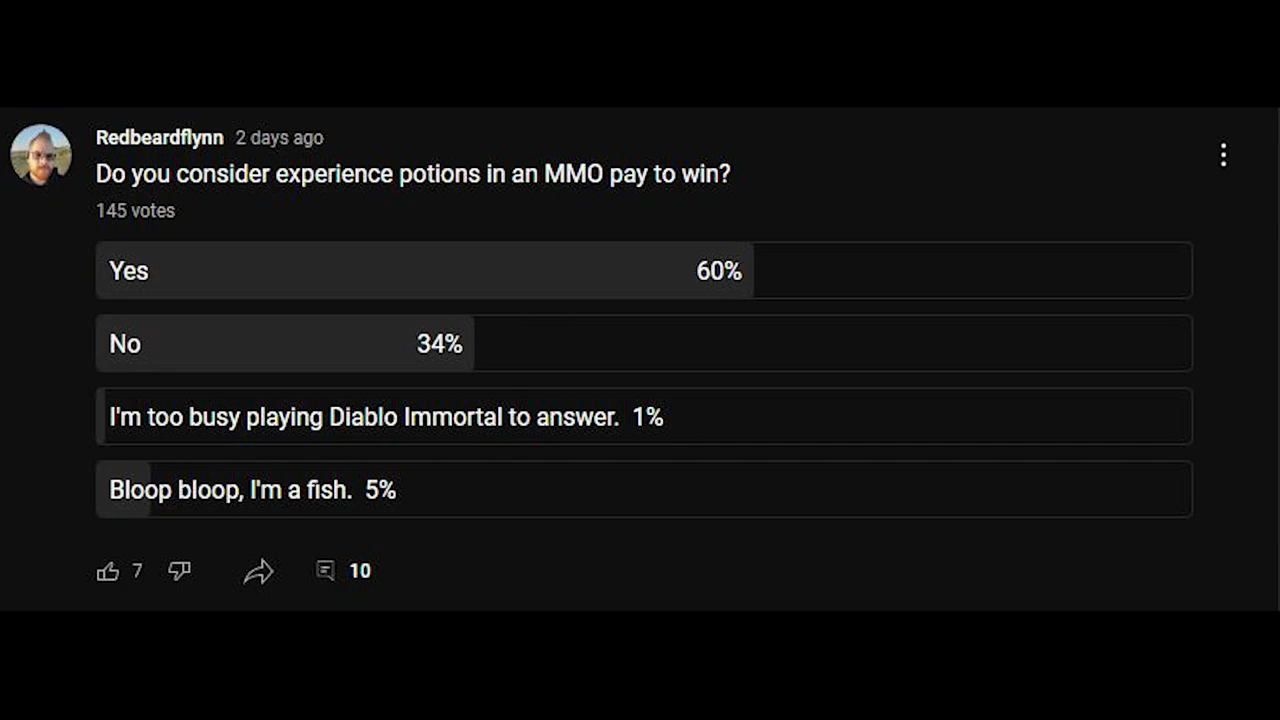 Redbeardflynn 2 days ago
Do you consider experience potions in an MMO pay to win?
145 votes
Yes 60%
No 34%
I'm too busy playing Diablo Immortal to answer. 1%
Bloop bloop, I'm a fish. 5%
7 10